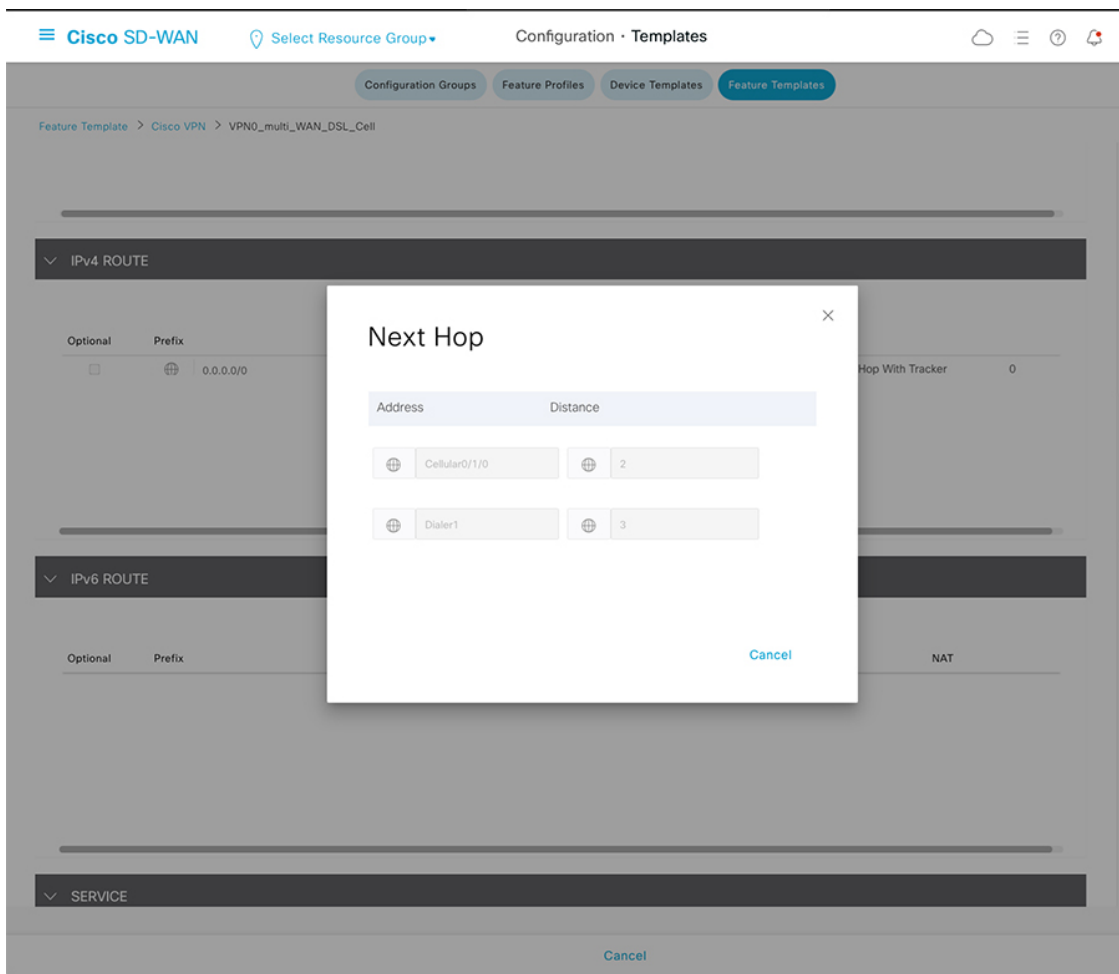 Cisco SD-WAN
Select Resource Group
Configuration · Templates
Configuration Groups
Feature Profiles
Device Templates
Feature Templates
Feature Template > Cisco VPN > VPN0_multi_WAN_DSL_Cell
IPv4 ROUTE
Optional
Prefix
0.0.0.0/0
Hop With Tracker
0
Next Hop
Address
Distance
Cellular0/1/0
2
Dialer1
3
Cancel
IPv6 ROUTE
Optional
Prefix
NAT
SERVICE
Cancel